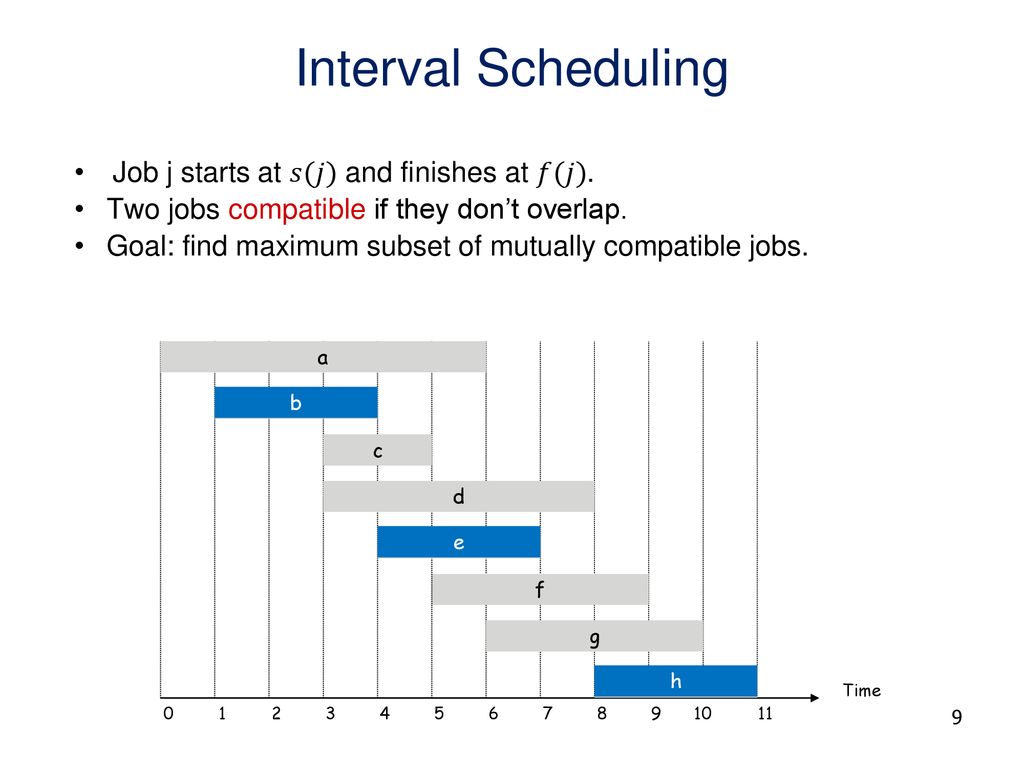 Interval Scheduling
• Job j starts at 𝑠(𝑗) and finishes at 𝑓(𝑗).
• Two jobs compatible if they don’t overlap.
• Goal: find maximum subset of mutually compatible jobs.
a
b
c
d
e
f
g
h
Time
0 1 2 3 4 5 6 7 8 9 10 11
9